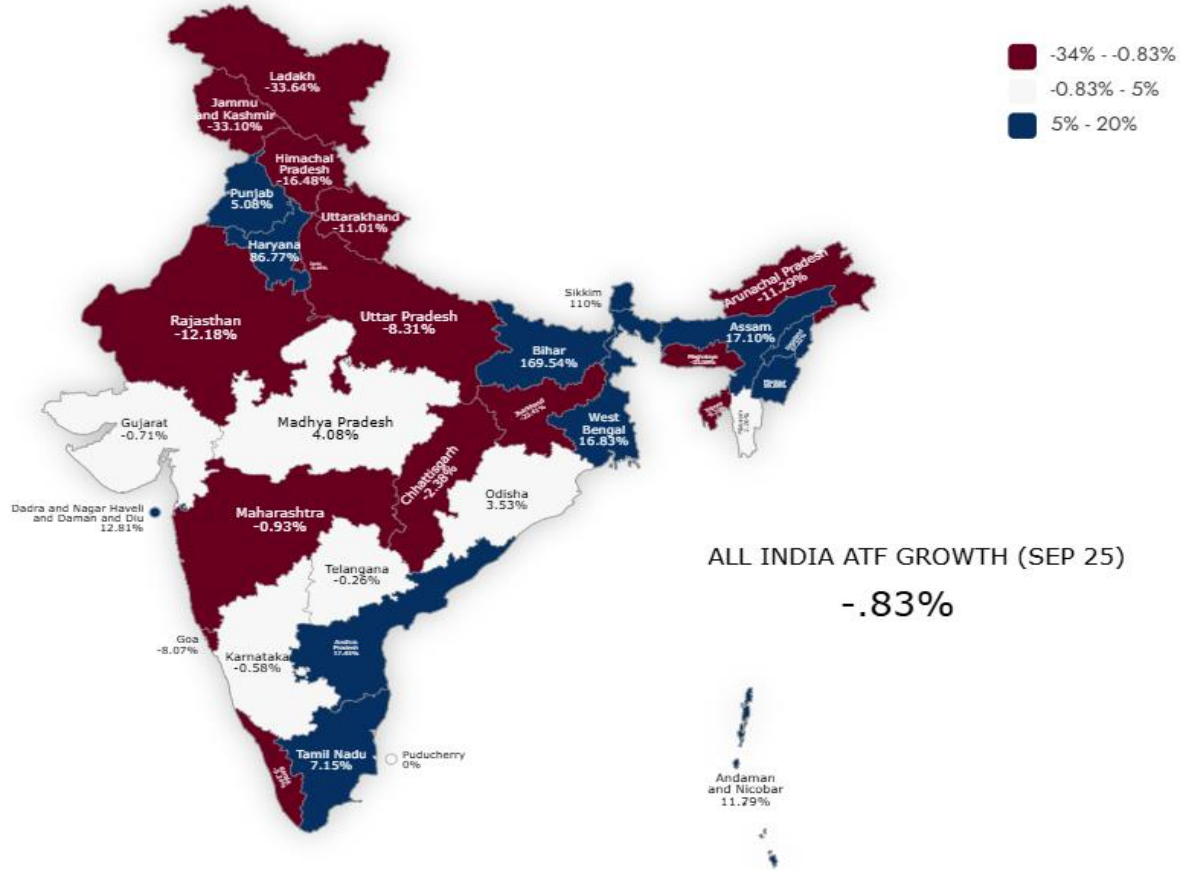 Ladakh
-33.64%
Jammu
and Kashmir
-33.10%
Himachal
Pradesh
-16.48%
Punjab
5.08%
Uttarakhand
-11.01%
Haryana
86.77%
Rajasthan
-12.18%
Uttar Pradesh
-8.31%
Arunachal Pradesh
-11.29%
Sikkim
110%
Assam
17.10%
Bihar
169.54%
Meghalaya
Jharkhand
West
Bengal
16.83%
Gujarat
-0.71%
Madhya Pradesh
4.08%
Chhattisgarh
-2.38%
Odisha
3.53%
Dadra and Nagar Haveli
and Daman and Diu
12.81%
Maharashtra
-0.93%
Telangana
-0.26%
Goa
-8.07%
Karnataka
-0.58%
Andhra
Pradesh
Tamil Nadu
7.15%
Puducherry
0%
Andaman
and Nicobar
11.79%
-34% - -0.83%
-0.83% - 5%
5% - 20%
ALL INDIA ATF GROWTH (SEP 25)
-.83%